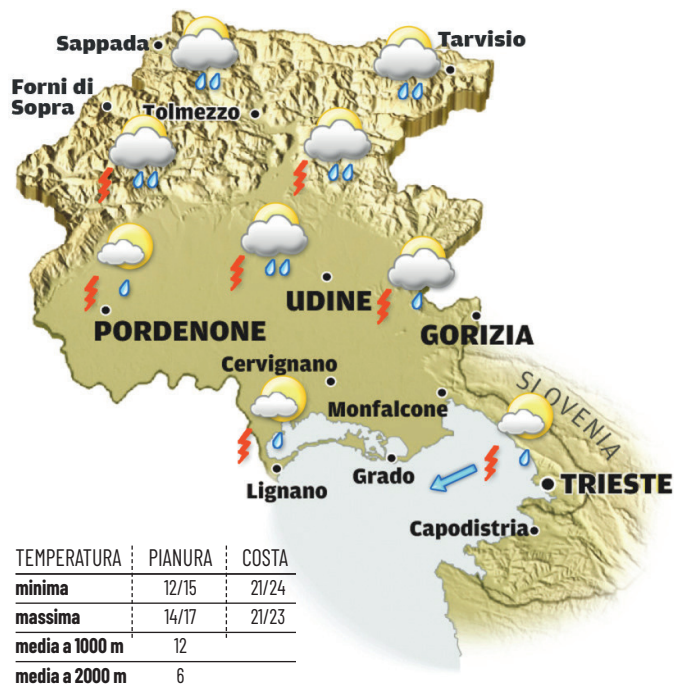 Sappada
Tarvisio
Forni di
Sopra
Tolmezzo
UDINE
PORDENONE
GORIZIA
Cervignano
SLOVENIA
Monfalcone
Grado
Lignano
TRIESTE
Capodistria
TEMPERATURA PIANURA COSTA
minima 12/15 21/24
massima 14/17 21/23
media a 1000 m 12
media a 2000 m 6